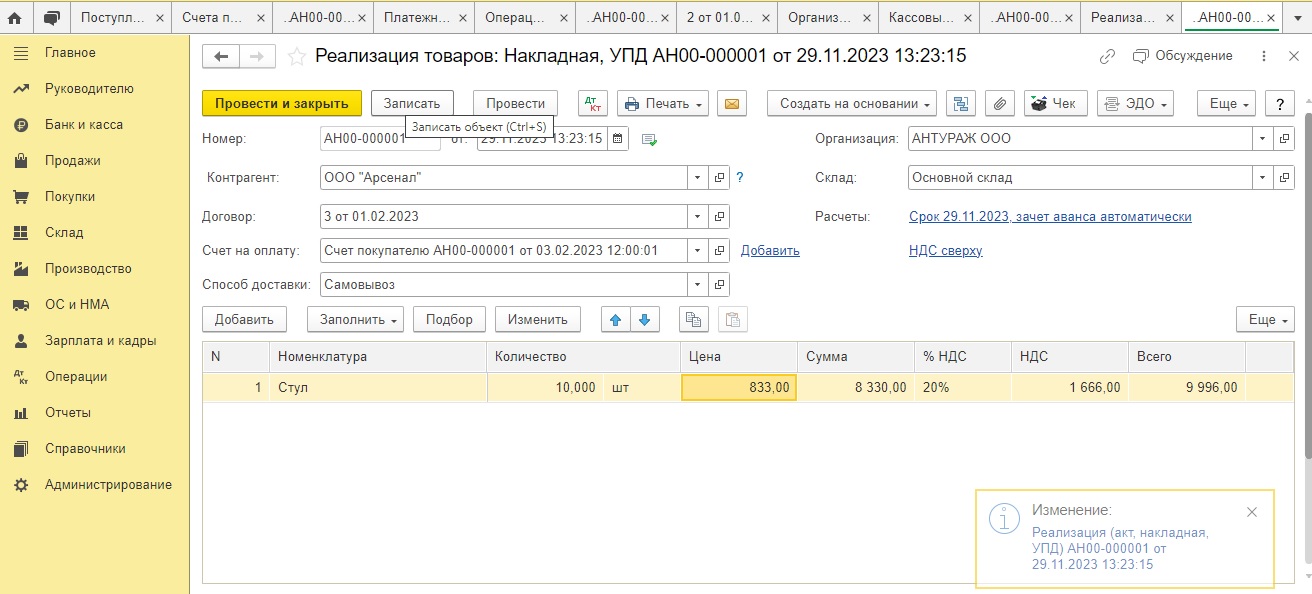 Поступл... × Счета п... × ..АН00-00... × Платежн... × Операц... × ..АН00-00... × 2 от 01.0... × Организ... × Кассовы... × ..АН00-00... × Реализа... × ..АН00-00... ×
Главное
Руководителю
Банк и касса
Продажи
Покупки
Склад
Производство
ОС и НМА
Зарплата и кадры
Операции
Отчеты
Справочники
Администрирование
Реализация товаров: Накладная, УПД АН00-000001 от 29.11.2023 13:23:15
Обсуждение
Провести и закрыть Записать Провести Дт Кт Печать Создать на основании Чек ЭДО Еще ?
Записать объект (Ctrl+S)
Номер: АН00-000001 от: 29.11.2023 13:23:15 Организация: АНТУРАЖ ООО
Контрагент: ООО "Арсенал" ? Склад: Основной склад
Договор: 3 от 01.02.2023 Расчеты: Срок 29.11.2023, зачет аванса автоматически
Счет на оплату: Счет покупателю АН00-000001 от 03.02.2023 12:00:01 Добавить НДС сверху
Способ доставки: Самовывоз
Добавить Заполнить Подбор Изменить Еще
N Номенклатура Количество Цена Сумма % НДС НДС Всего
1 Стул 10,000 шт 833,00 8 330,00 20% 1 666,00 9 996,00
Изменение:
Реализация (акт, накладная,
УПД) АН00-000001 от
29.11.2023 13:23:15